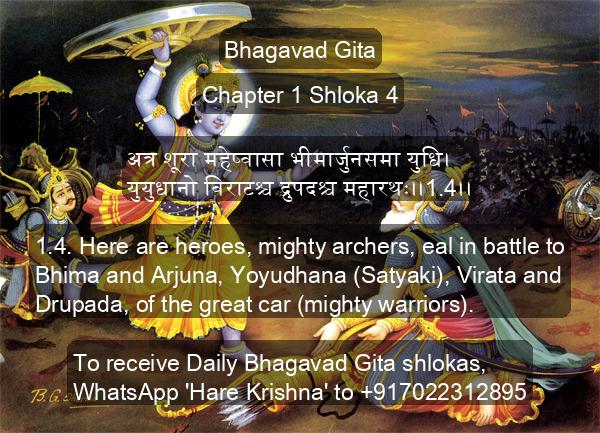 Bhagavad Gita
Chapter 1 Shloka 4
अत्र शूरा महेष्वासा भीमार्जुनसमा युधि।
युयुधानो विराटश्च द्रुपदश्च महारथः।।1.4।।
1.4. Here are heroes, mighty archers, eal in battle to
Bhima and Arjuna, Yoyudhana (Satyaki), Virata and
Drupada, of the great car (mighty warriors).
To receive Daily Bhagavad Gita shlokas,
WhatsApp 'Hare Krishna' to +917022312895
B.G.